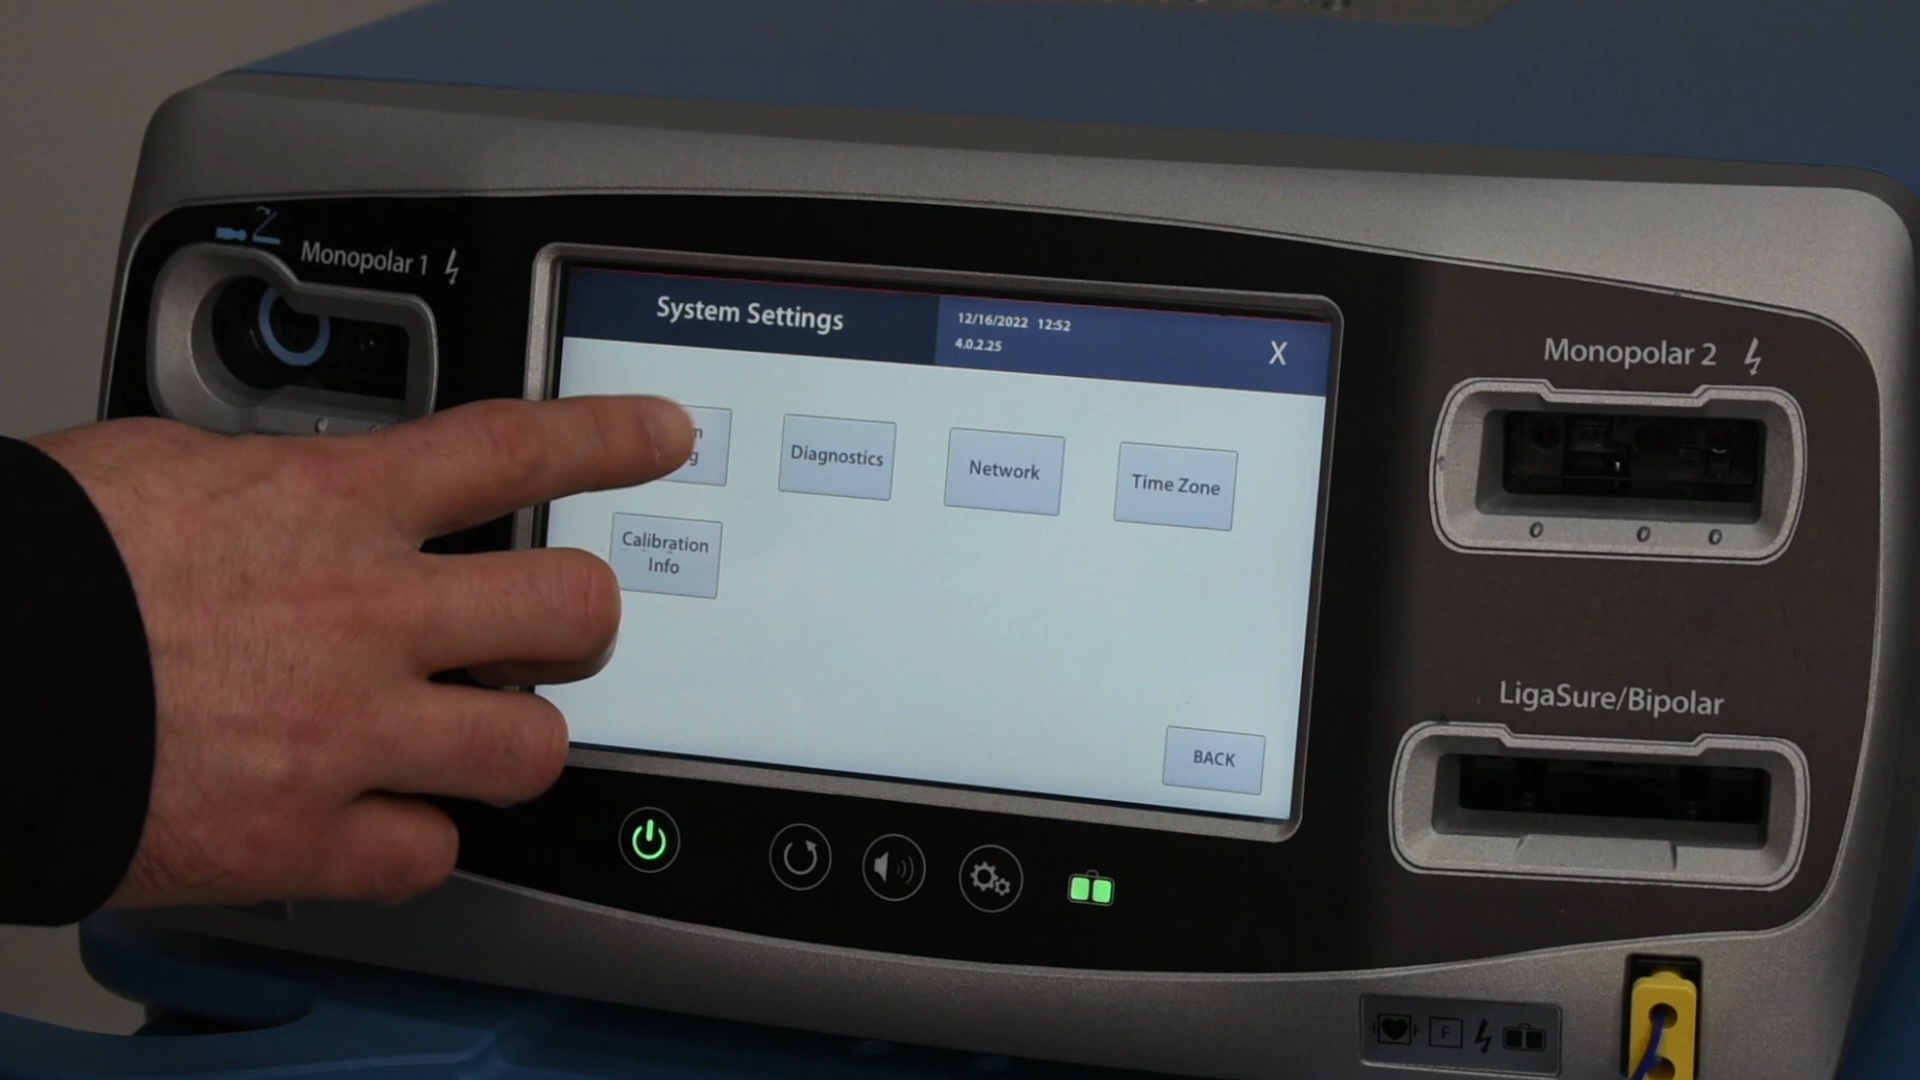 Monopolar 1
System Settings
12/16/2022 12:52
4.0.2.25
X
Diagnostics
Network
Time Zone
Calibration
Info
BACK
Monopolar 2
LigaSure/Bipolar
F